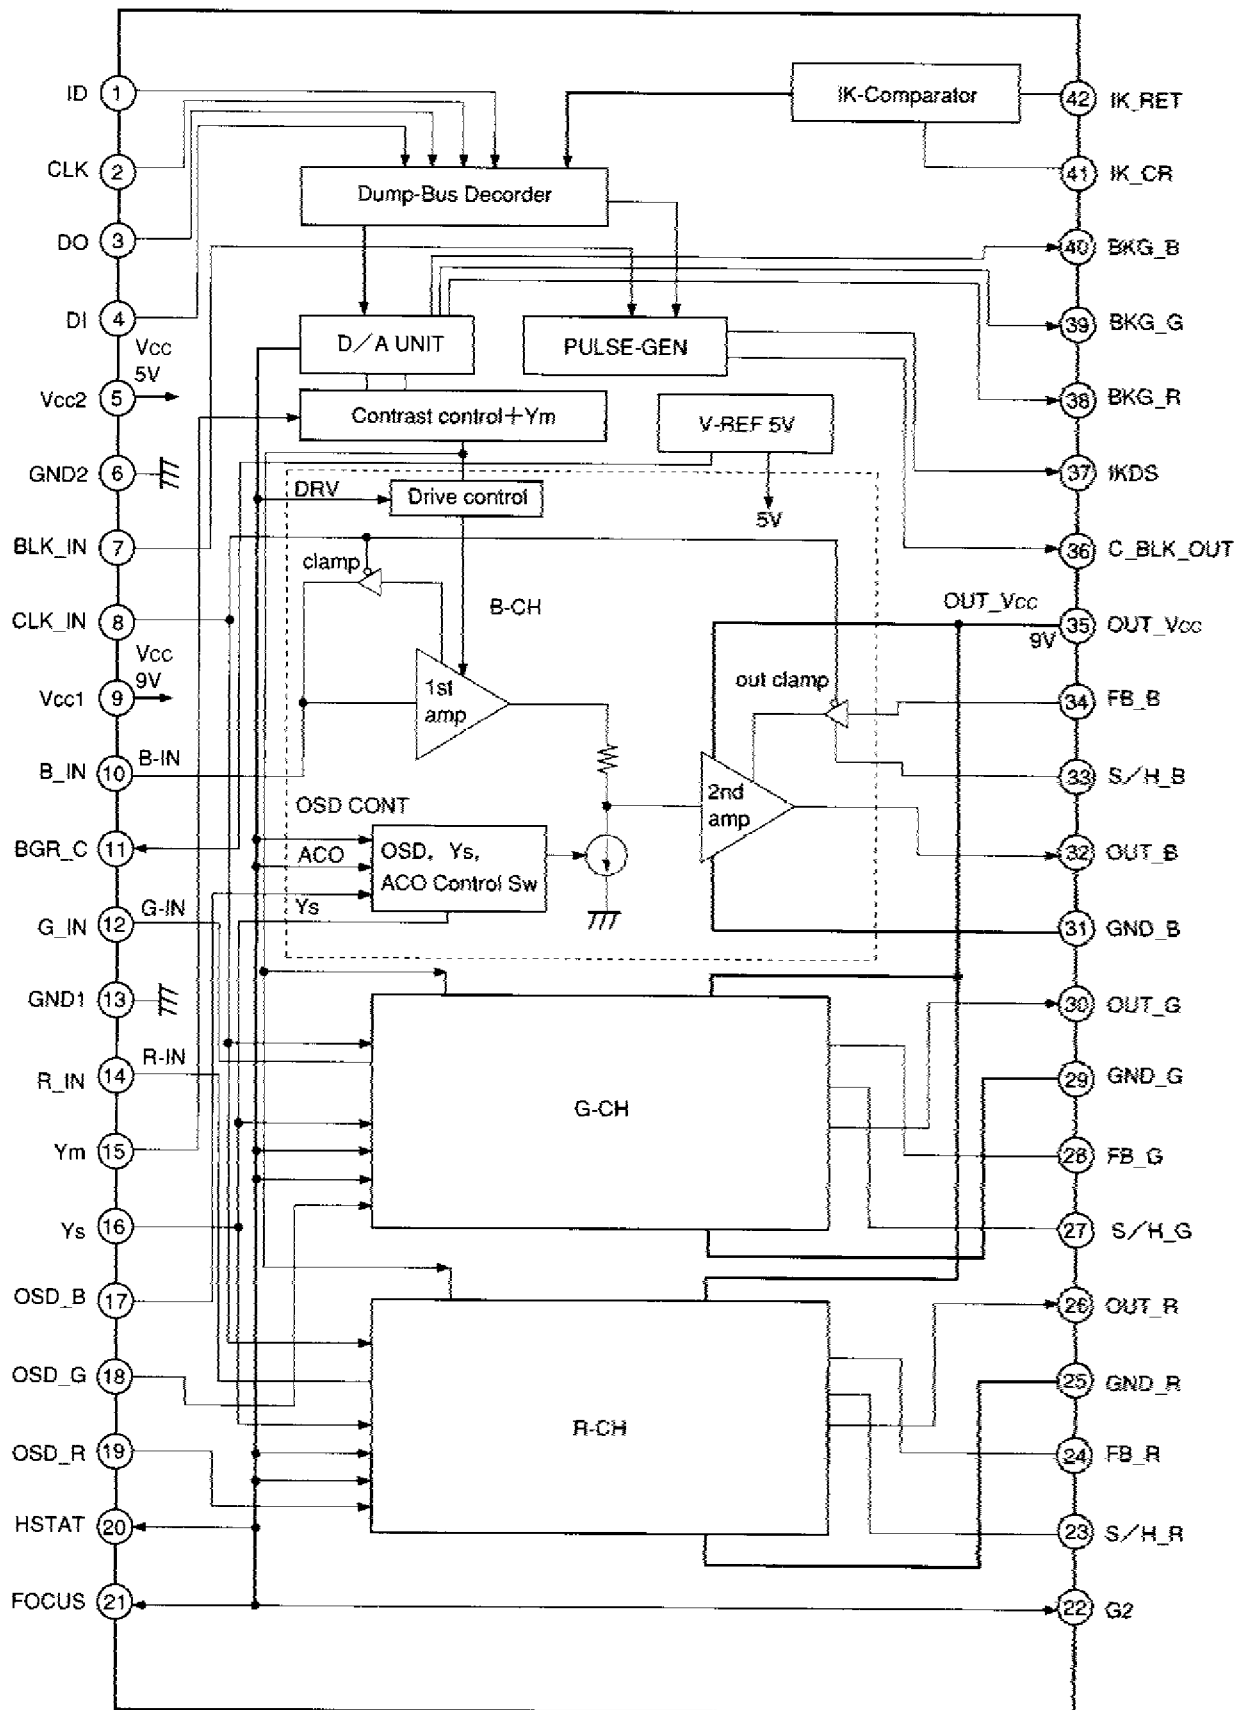 ID 1
CLK 2
DO 3
DI 4
Vcc
5V
Vcc2 5
GND2 6
BLK_IN 7
CLK_IN 8
Vcc
9V
Vcc1 9
B_IN 10 B-IN
BGR_C 11
G_IN 12 G-IN
GND1 13
R_IN 14 R-IN
Ym 15
Ys 16
OSD_B 17
OSD_G 18
OSD_R 19
HSTAT 20
FOCUS 21
IK-Comparator
Dump-Bus Decorder
D/A UNIT
PULSE-GEN
Contrast control+Ym
V-REF 5V
5V
DRV
Drive control
clamp
B-CH
1st
amp
out clamp
2nd
amp
OSD CONT
ACO
Ys
OSD, Ys,
ACO Control Sw
G-CH
R-CH
OUT_Vcc
9V
42 IK_RET
41 IK_CR
40 BKG_B
39 BKG_G
38 BKG_R
37 IKDS
36 C_BLK_OUT
35 OUT_Vcc
34 FB_B
33 S/H_B
32 OUT_B
31 GND_B
30 OUT_G
29 GND_G
28 FB_G
27 S/H_G
26 OUT_R
25 GND_R
24 FB_R
23 S/H_R
22 G2